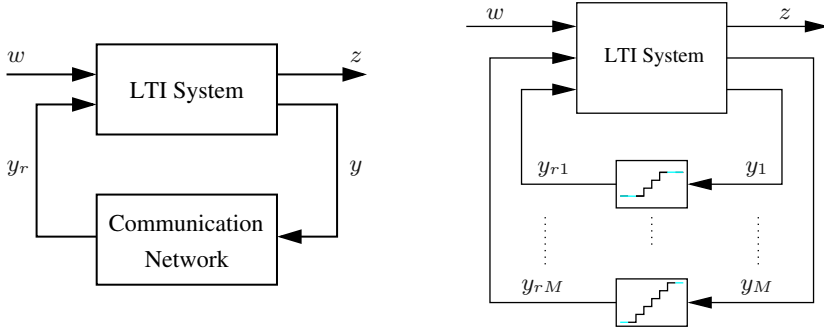 w
z
LTI System
y_r
y
Communication
Network
w
z
LTI System
y_{r1}
y_1
y_{rM}
y_M